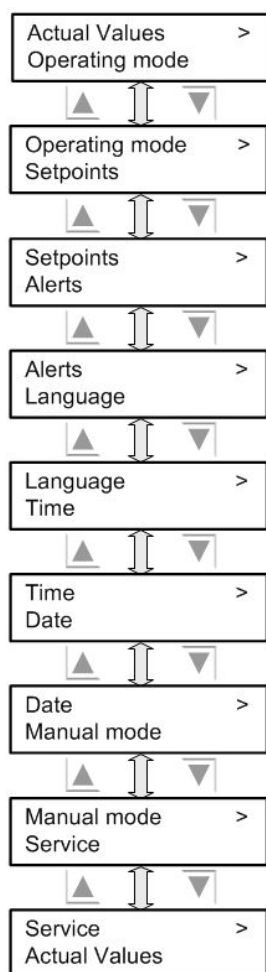 Actual Values >
Operating mode
Operating mode >
Setpoints
Setpoints >
Alerts
Alerts >
Language
Language >
Time
Time >
Date
Date >
Manual mode
Manual mode >
Service
Service >
Actual Values